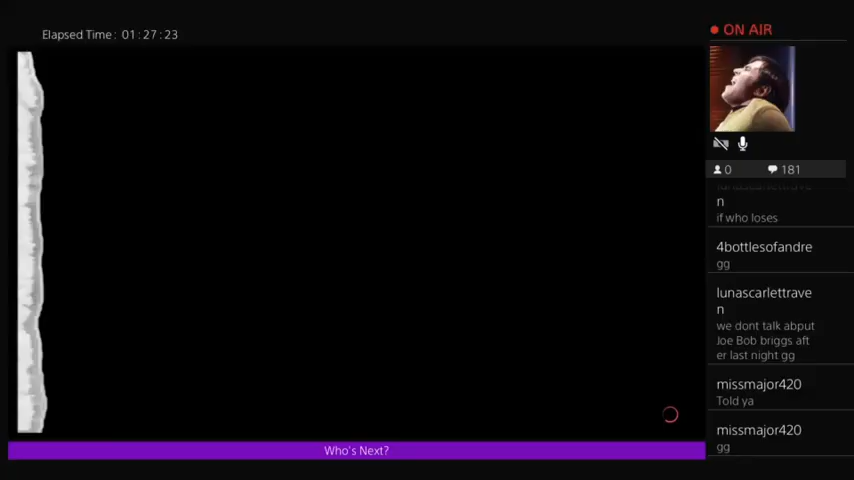 Elapsed Time: 01:27:23
ON AIR
0 181
n
if who loses
4bottlesofandre
gg
lunascarlettrave
n
we dont talk abput
Joe Bob briggs aft
er last night gg
missmajor420
Told ya
missmajor420
gg
Who's Next?